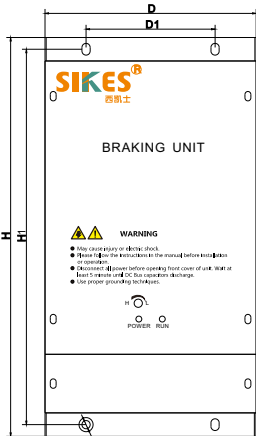 D
D1
SIKES®
西凯士
BRAKING UNIT
H
H1
WARNING
● May cause injury or electric shock.
● Please follow the instructions in the manual before installation
or operation.
● Disconnect all power before opening front cover of unit. Wait at
least 5 minute until DC Bus capacitors discharge.
● Use proper grounding techniques.
H L
POWER RUN